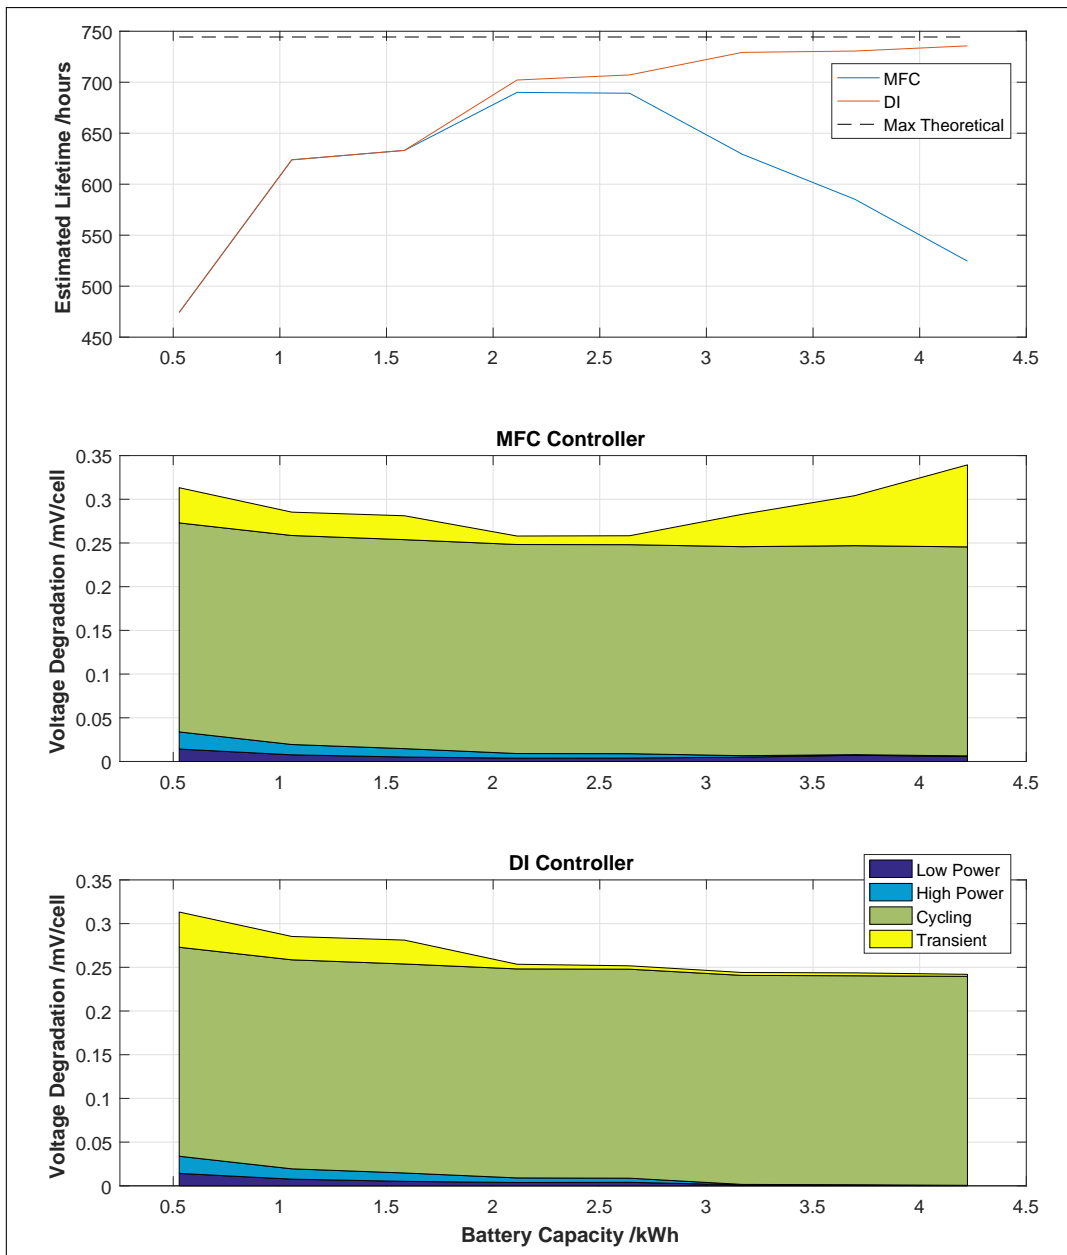 750
700
650
600
550
500
450
Estimated Lifetime /hours
MFC
DI
Max Theoretical
0.5 1 1.5 2 2.5 3 3.5 4 4.5
MFC Controller
0.35
0.3
0.25
0.2
0.15
0.1
0.05
0
Voltage Degradation /mV/cell
0.5 1 1.5 2 2.5 3 3.5 4 4.5
DI Controller
0.35
0.3
0.25
0.2
0.15
0.1
0.05
0
Voltage Degradation /mV/cell
Low Power
High Power
Cycling
Transient
0.5 1 1.5 2 2.5 3 3.5 4 4.5
Battery Capacity /kWh